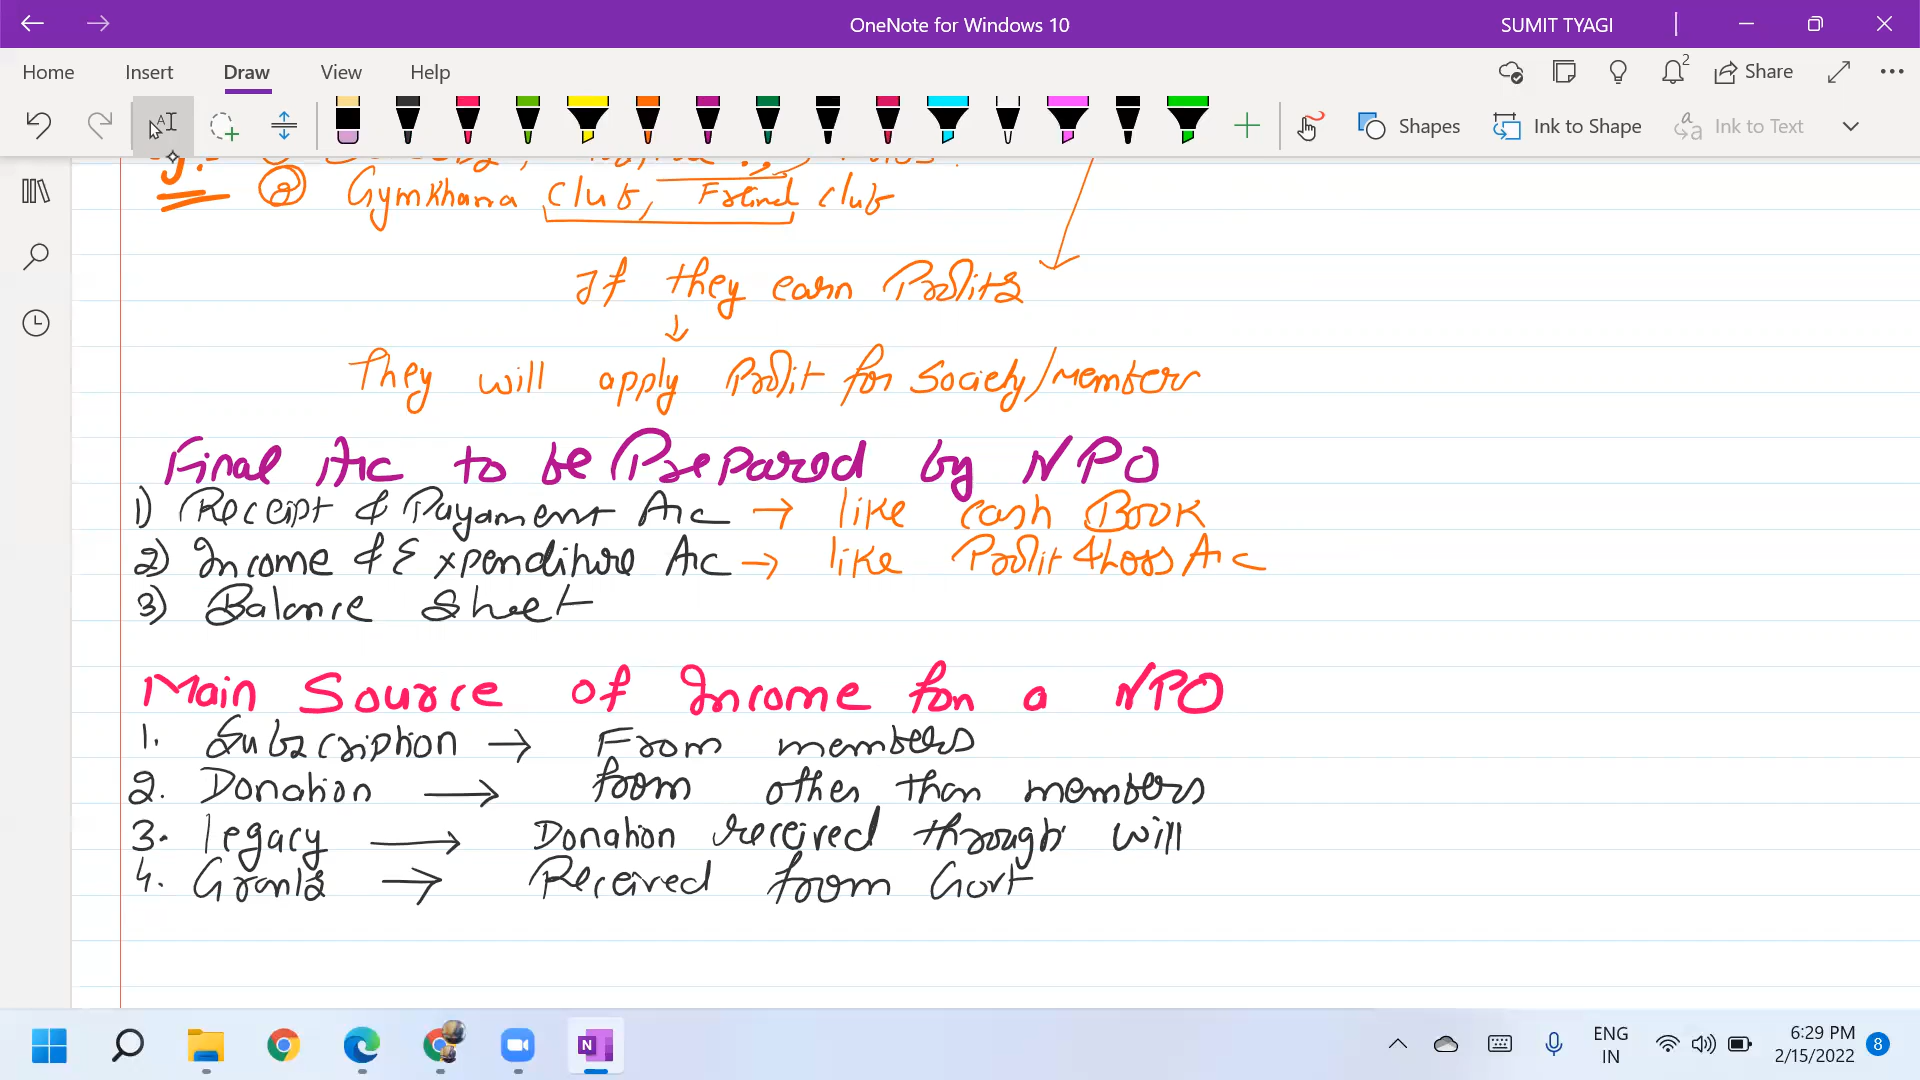 OneNote for Windows 10
SUMIT TYAGI
Home Insert Draw View Help
2
Share
Shapes
Ink to Shape
Ink to Text
② Gymkhana Club, Friend club
If they earn Profits
They will apply Profit for Society/member
Final A/c to be Prepared by NPO
1) Receipt & Payament A/c → like cash Book
2) Income & Expenditure A/c → like Profit & Loss A/c
3) Balance Sheet
Main Source of Income for a NPO
1. Subscription → From members
2. Donation → from other than members
3. legacy → Donation received through will
4. Grants → Received from Govt
ENG
IN
6:29 PM
2/15/2022
8